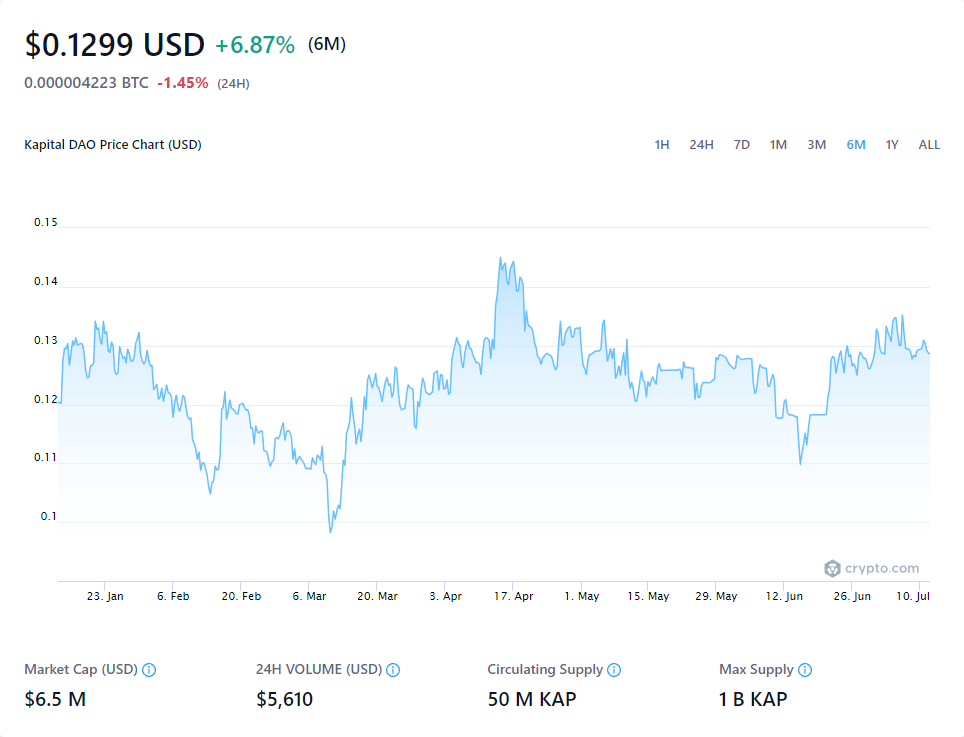 $0.1299 USD +6.87% (6M)
0.000004223 BTC -1.45% (24H)
Kapital DAO Price Chart (USD) 1H 24H 7D 1M 3M 6M 1Y ALL
0.15
0.14
0.13
0.12
0.11
0.1
crypto.com
23. Jan 6. Feb 20. Feb 6. Mar 20. Mar 3. Apr 17. Apr 1. May 15. May 29. May 12. Jun 26. Jun 10. Jul
Market Cap (USD) 24H VOLUME (USD) Circulating Supply Max Supply
$6.5 M $5,610 50 M KAP 1 B KAP